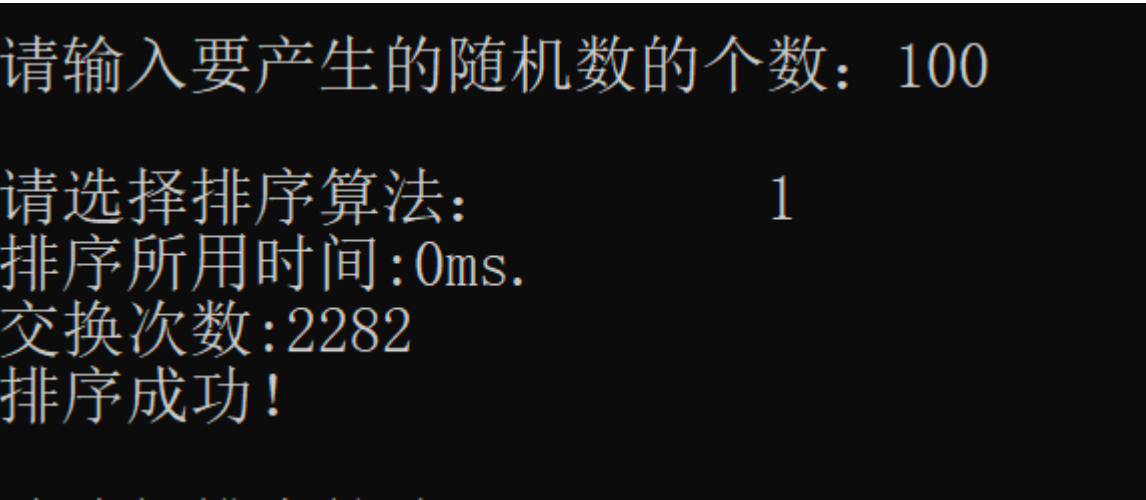 请输入要产生的随机数的个数：100
请选择排序算法：        1
排序所用时间:0ms.
交换次数:2282
排序成功!